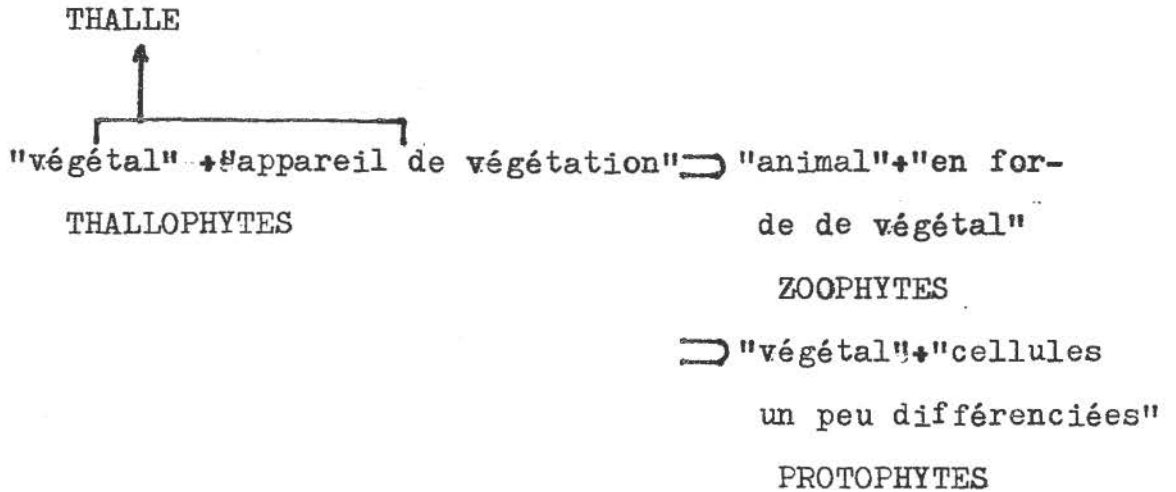 THALLE
"végétal" +"appareil de végétation"⊃ "animal"+"en for-
THALLOPHYTES
de de végétal"
ZOOPHYTES
⊃ "végétal"+"cellules
un peu différenciées"
PROTOPHYTES